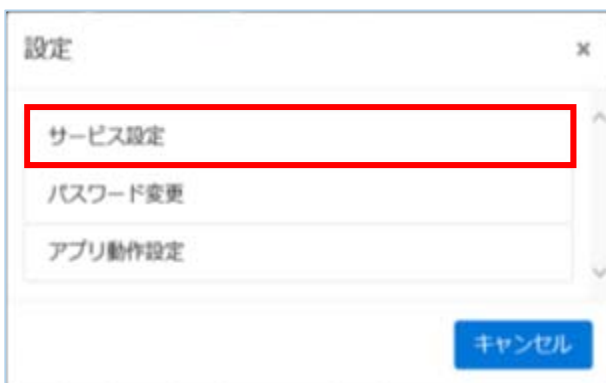 設定
×
サービス設定
パスワード変更
アプリ動作設定
キャンセル